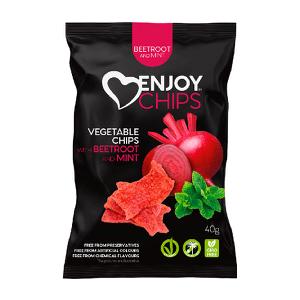 BEETROOT
AND MINT
ENJOY
CHIPS
VEGETABLE
CHIPS
WITH BEETROOT
AND MINT
40g
FREE FROM PRESERVATIVES
FREE FROM ARTIFICIAL COLOURS
FREE FROM CHEMICAL FLAVOURS